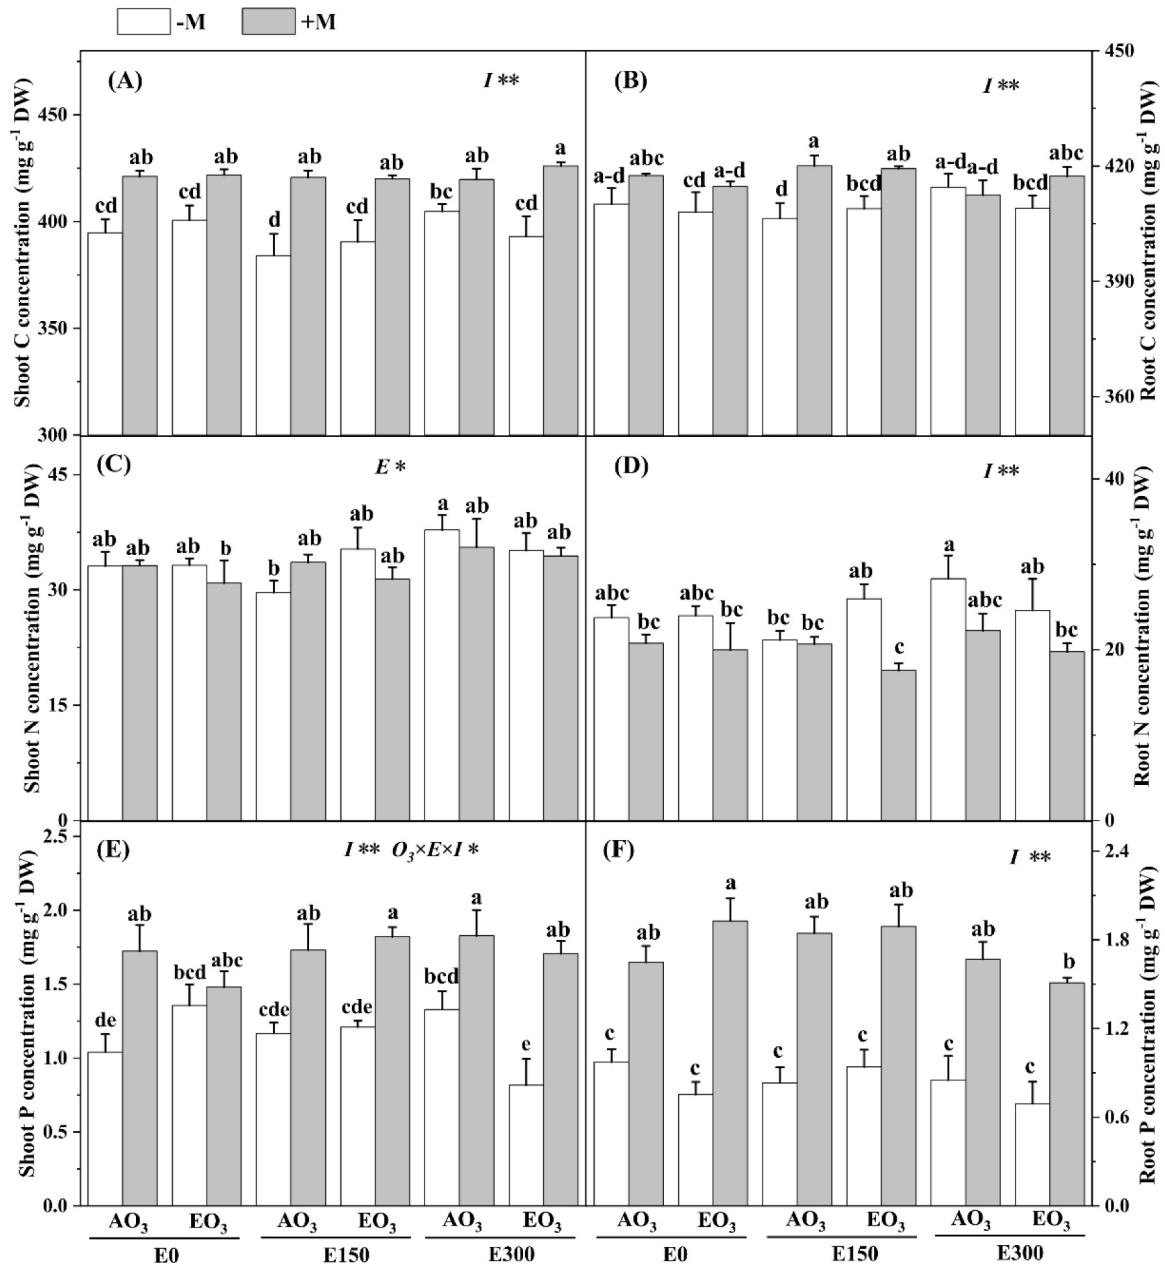 -M +M
(A) I **
Shoot C concentration (mg g-1 DW)
450
400
350
300
cd ab cd ab d ab cd ab bc ab cd a
(B) I **
Root C concentration (mg g-1 DW)
450
420
390
360
a-d abc cd a-d d a bcd ab a-d a-d bcd abc
(C) E *
Shoot N concentration (mg g-1 DW)
45
30
15
0
ab ab ab b b ab ab ab a ab ab ab
(D) I **
Root N concentration (mg g-1 DW)
40
20
0
abc bc abc bc bc bc ab c a abc ab bc
(E) I ** O3×E×I *
Shoot P concentration (mg g-1 DW)
2.5
2.0
1.5
1.0
0.5
0.0
de ab bcd abc cde ab cde a bcd a e ab
(F) I **
Root P concentration (mg g-1 DW)
2.4
1.8
1.2
0.6
0.0
c ab c a c ab c ab c ab c b
AO3 EO3 AO3 EO3 AO3 EO3 AO3 EO3 AO3 EO3 AO3 EO3
E0 E150 E300 E0 E150 E300